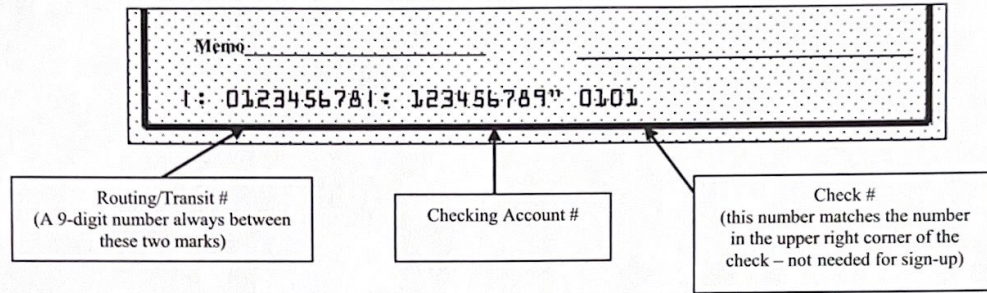 Memo
|: 012345678|: 123456789" 0101
Routing/Transit #
(A 9-digit number always between
these two marks)
Checking Account #
Check #
(this number matches the number
in the upper right corner of the
check – not needed for sign-up)